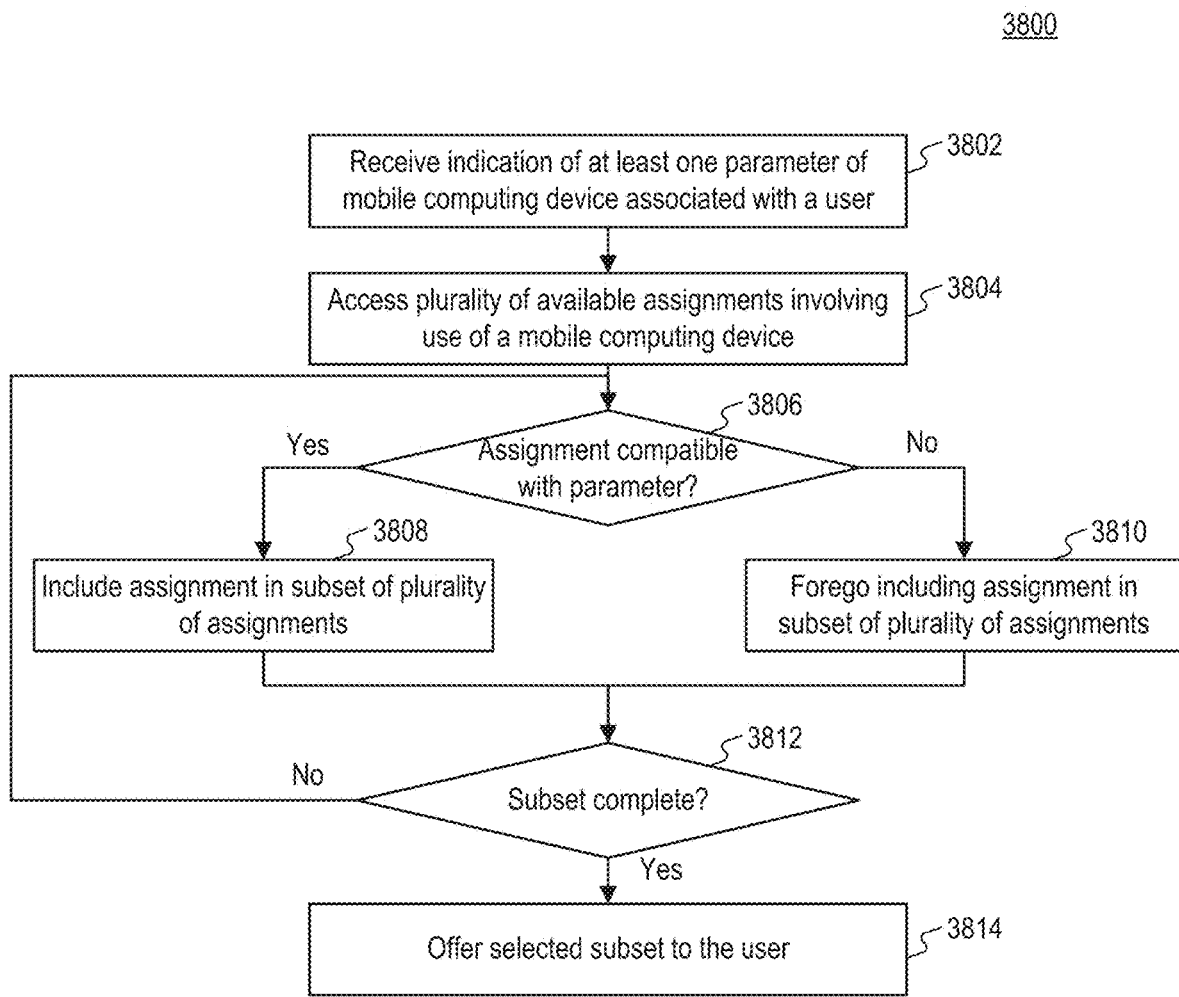 3800
Receive indication of at least one parameter of
mobile computing device associated with a user
3802
Access plurality of available assignments involving
use of a mobile computing device
3804
3806
Yes
Assignment compatible
with parameter?
No
3808
Include assignment in subset of plurality
of assignments
3810
Forego including assignment in
subset of plurality of assignments
3812
No
Subset complete?
Yes
Offer selected subset to the user
3814